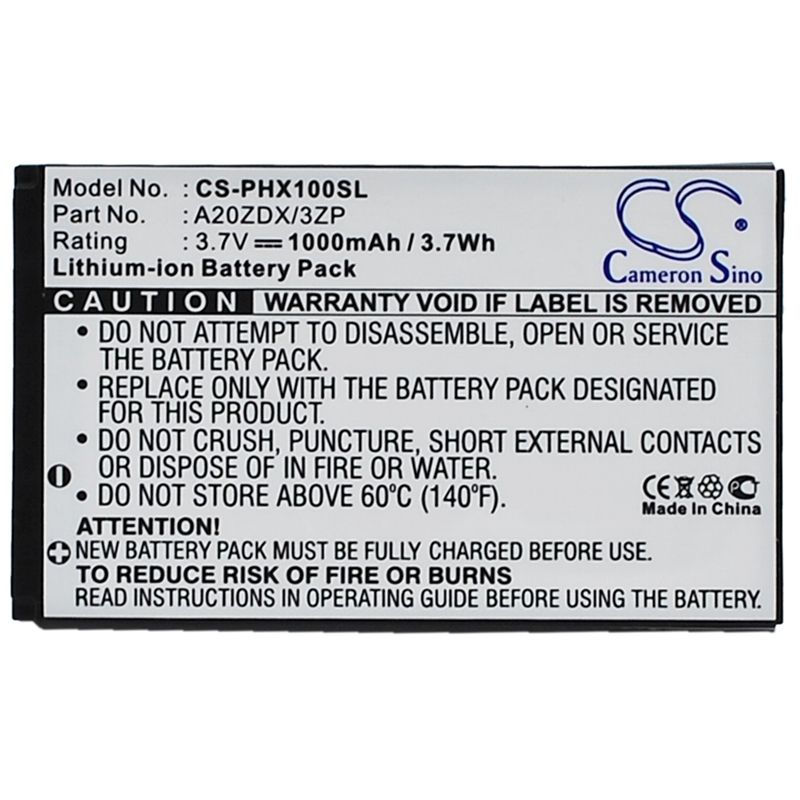 Model No. : CS-PHX100SL
Part No. : A20ZDX/3ZP
Rating : 3.7V 1000mAh / 3.7Wh
Lithium-ion Battery Pack
CS
Cameron Sino
CAUTION WARRANTY VOID IF LABEL IS REMOVED
• DO NOT ATTEMPT TO DISASSEMBLE, OPEN OR SERVICE
THE BATTERY PACK.
• REPLACE ONLY WITH THE BATTERY PACK DESIGNATED
FOR THIS PRODUCT.
• DO NOT CRUSH, PUNCTURE, SHORT EXTERNAL CONTACTS
OR DISPOSE OF IN FIRE OR WATER.
• DO NOT STORE ABOVE 60°C (140°F).
CE
Made In China
ATTENTION!
NEW BATTERY PACK MUST BE FULLY CHARGED BEFORE USE.
TO REDUCE RISK OF FIRE OR BURNS,
READ INSTRUCTIONS IN OPERATING GUIDE BEFORE USING THE BATTERY.